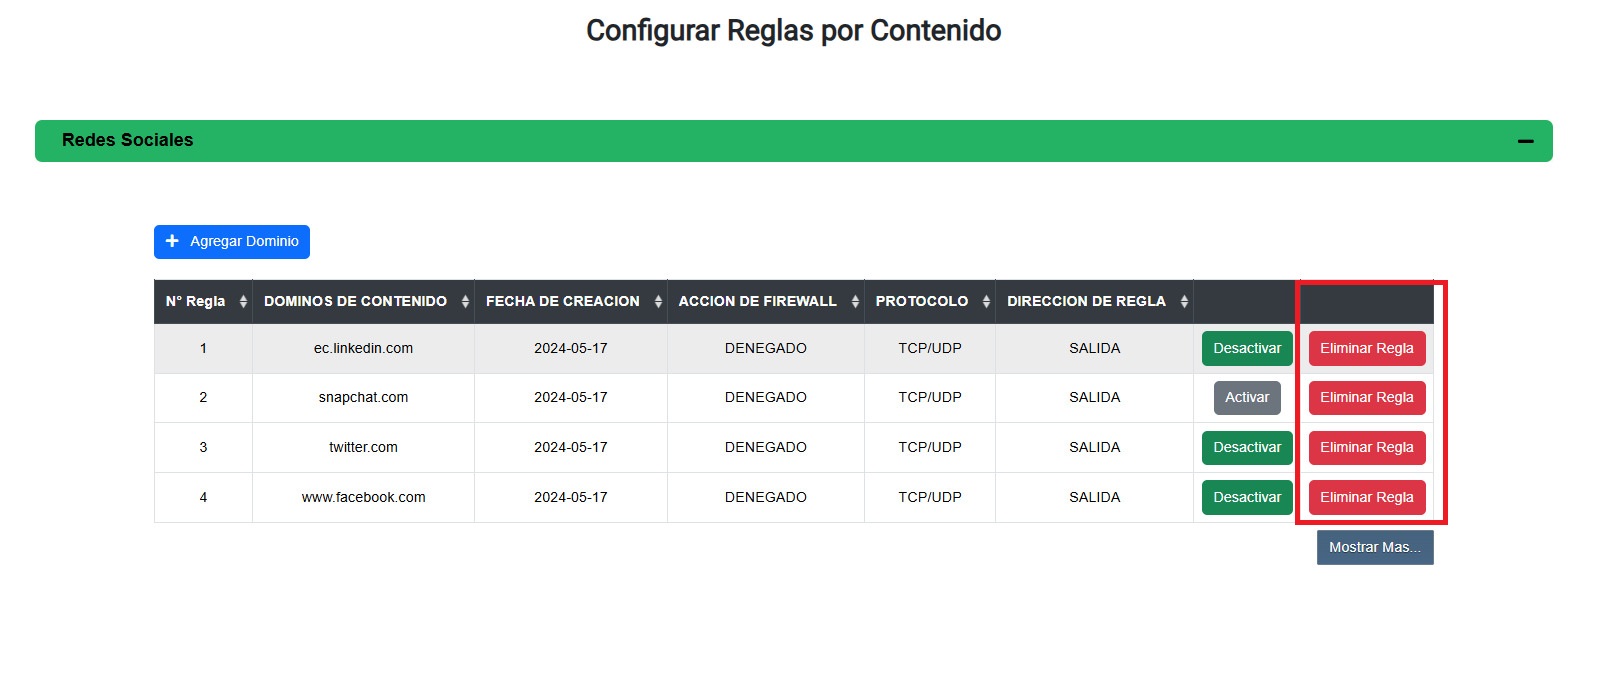 Configurar Reglas por Contenido
Redes Sociales
Agregar Dominio
N° Regla DOMINOS DE CONTENIDO FECHA DE CREACION ACCION DE FIREWALL PROTOCOLO DIRECCION DE REGLA
1 ec.linkedin.com 2024-05-17 DENEGADO TCP/UDP SALIDA Desactivar Eliminar Regla
2 snapchat.com 2024-05-17 DENEGADO TCP/UDP SALIDA Activar Eliminar Regla
3 twitter.com 2024-05-17 DENEGADO TCP/UDP SALIDA Desactivar Eliminar Regla
4 www.facebook.com 2024-05-17 DENEGADO TCP/UDP SALIDA Desactivar Eliminar Regla
Mostrar Mas...